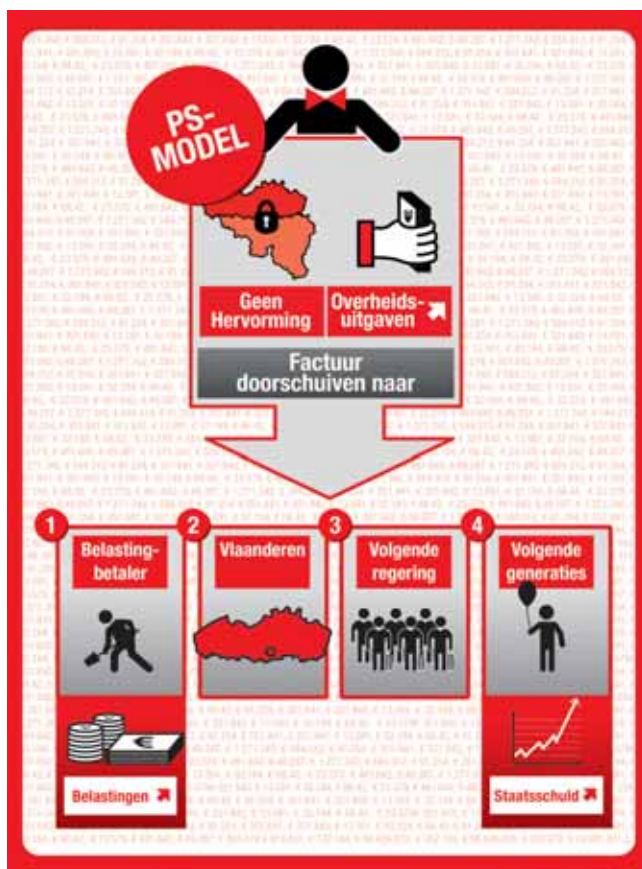 PS-
MODEL
Geen
Hervorming
Overheids-
uitgaven
Factuur
doorschuiven naar
1
Belasting-
betaler
2
Vlaanderen
3
Volgende
regering
4
Volgende
generaties
€
Belastingen
Staatsschuld